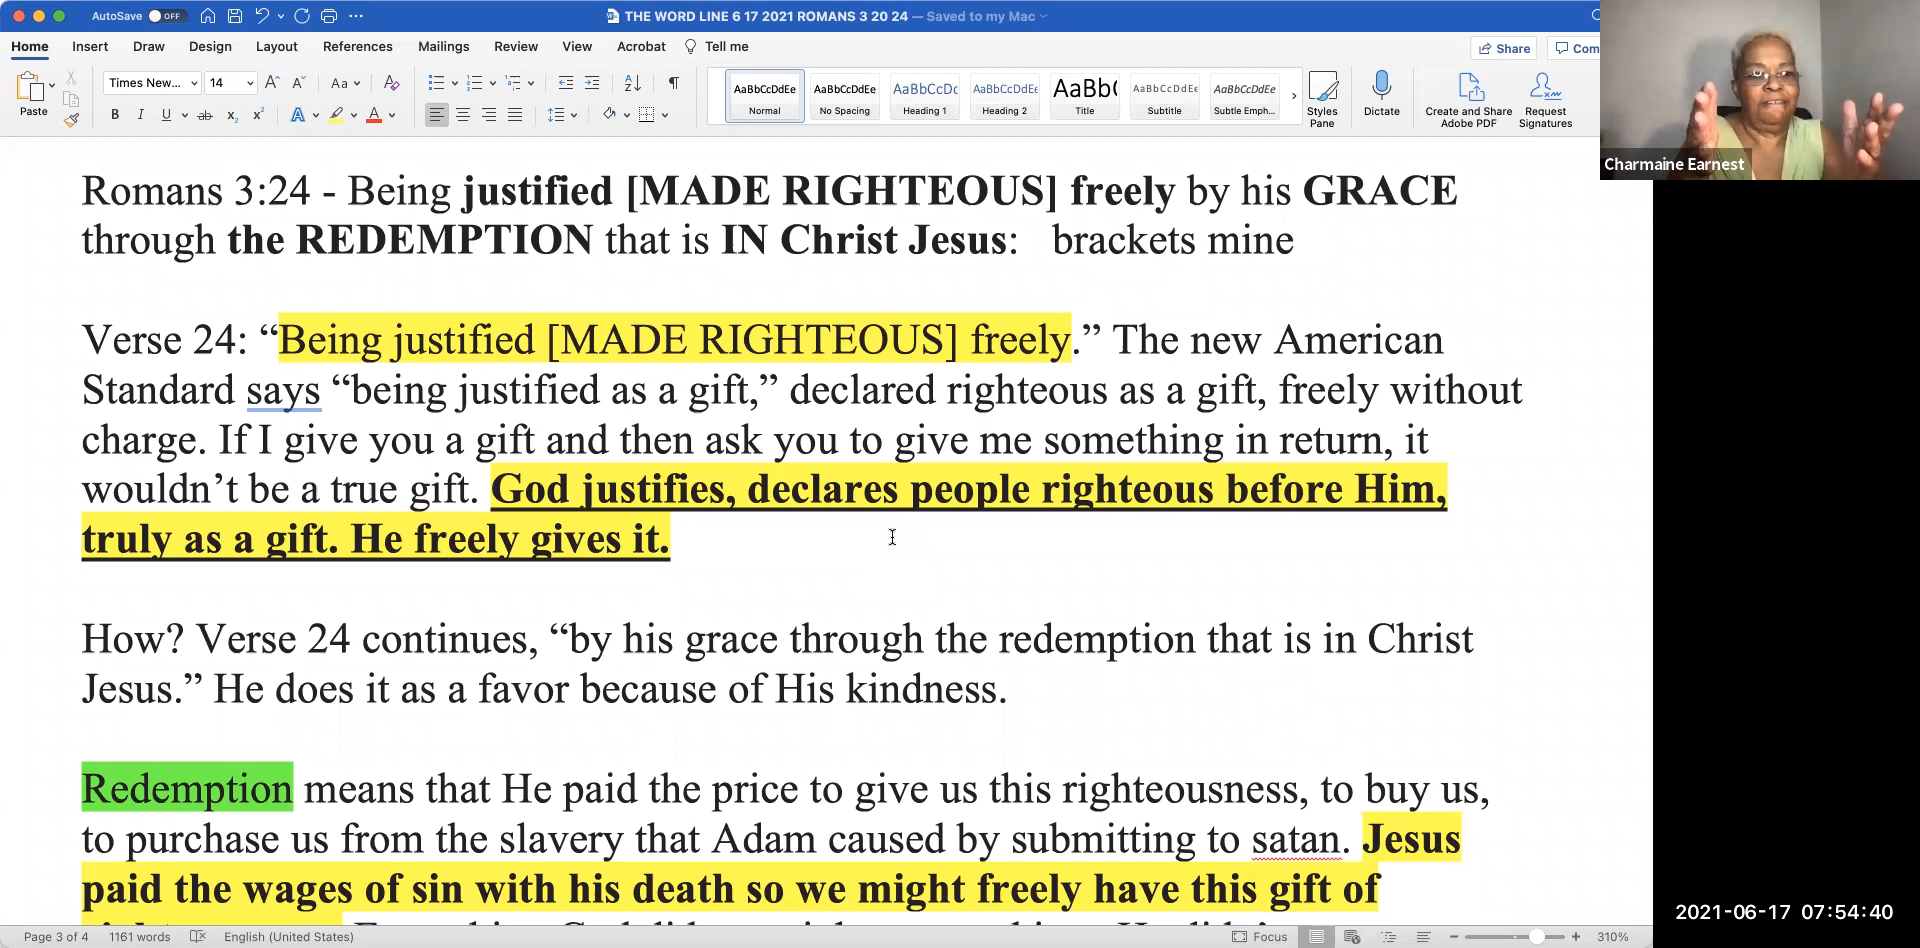 AutoSave OFF
THE WORD LINE 6 17 2021 ROMANS 3 20 24 — Saved to my Mac
Home Insert Draw Design Layout References Mailings Review View Acrobat Tell me
Share Com
Paste
Times New... 14
AaBbCcDdEe AaBbCcDdEe AaBbCcDc AaBbCcDdEe AaBbC AaBbCcDdEe AaBbCcDdEe
Normal No Spacing Heading 1 Heading 2 Title Subtitle Subtle Emph...
Styles Pane
Dictate
Create and Share Adobe PDF
Request Signatures
Charmaine Earnest
Romans 3:24 - Being justified [MADE RIGHTEOUS] freely by his GRACE
through the REDEMPTION that is IN Christ Jesus: brackets mine
Verse 24: “Being justified [MADE RIGHTEOUS] freely.” The new American
Standard says “being justified as a gift,” declared righteous as a gift, freely without
charge. If I give you a gift and then ask you to give me something in return, it
wouldn’t be a true gift. God justifies, declares people righteous before Him,
truly as a gift. He freely gives it.
How? Verse 24 continues, “by his grace through the redemption that is in Christ
Jesus.” He does it as a favor because of His kindness.
Redemption means that He paid the price to give us this righteousness, to buy us,
to purchase us from the slavery that Adam caused by submitting to satan. Jesus
paid the wages of sin with his death so we might freely have this gift of
2021-06-17 07:54:40
Page 3 of 4 1161 words English (United States) Focus 310%